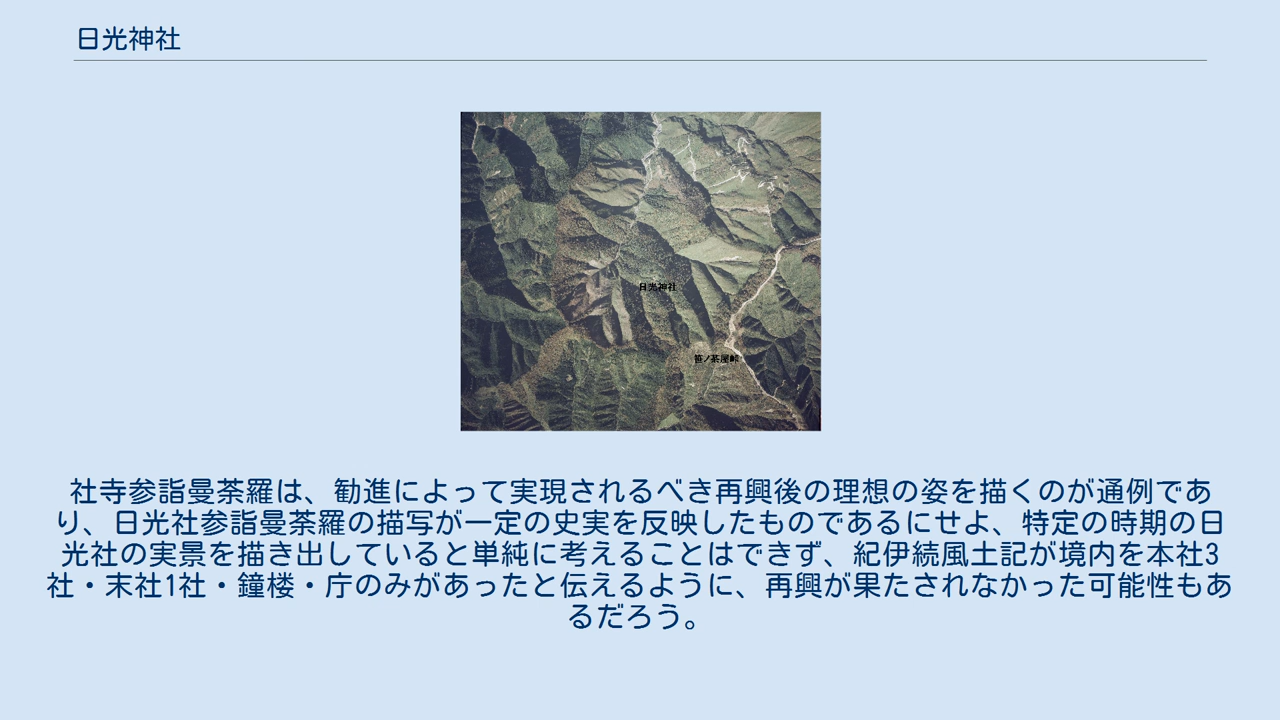 日光神社
日光神社
笹ノ茶屋峠
社寺参詣曼荼羅は、勧進によって実現されるべき再興後の理想の姿を描くのが通例であ
り、日光社参詣曼荼羅の描写が一定の史実を反映したものであるにせよ、特定の時期の日
光社の実景を描き出していると単純に考えることはできず、紀伊続風土記が境内を本社3
社・末社1社・鐘楼・庁のみがあったと伝えるように、再興が果たされなかった可能性もあ
るだろう。